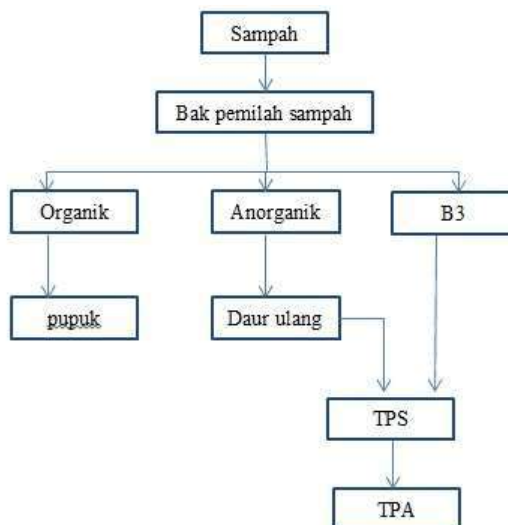 Sampah
Bak pemilah sampah
Organik
Anorganik
B3
pupuk
Daur ulang
TPS
TPA